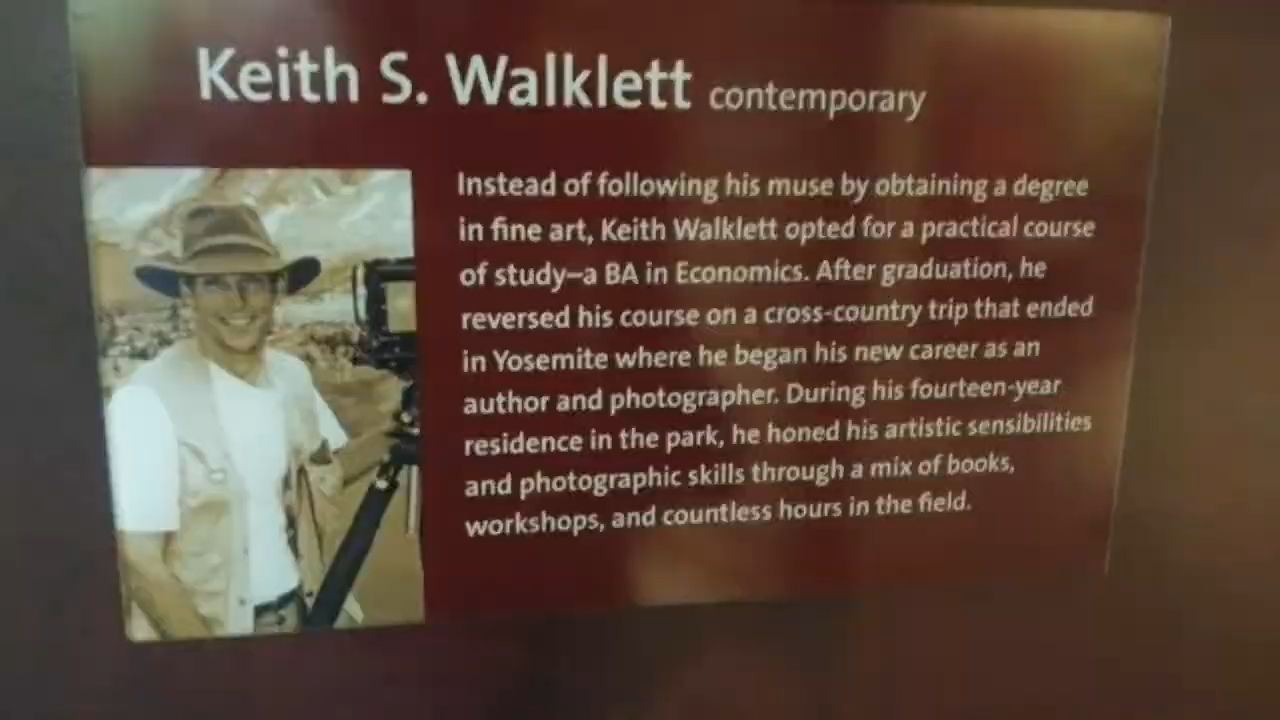 Keith S. Walklett contemporary
Instead of following his muse by obtaining a degree
in fine art, Keith Walklett opted for a practical course
of study–a BA in Economics. After graduation, he
reversed his course on a cross-country trip that ended
in Yosemite where he began his new career as an
author and photographer. During his fourteen-year
residence in the park, he honed his artistic sensibilities
and photographic skills through a mix of books,
workshops, and countless hours in the field.